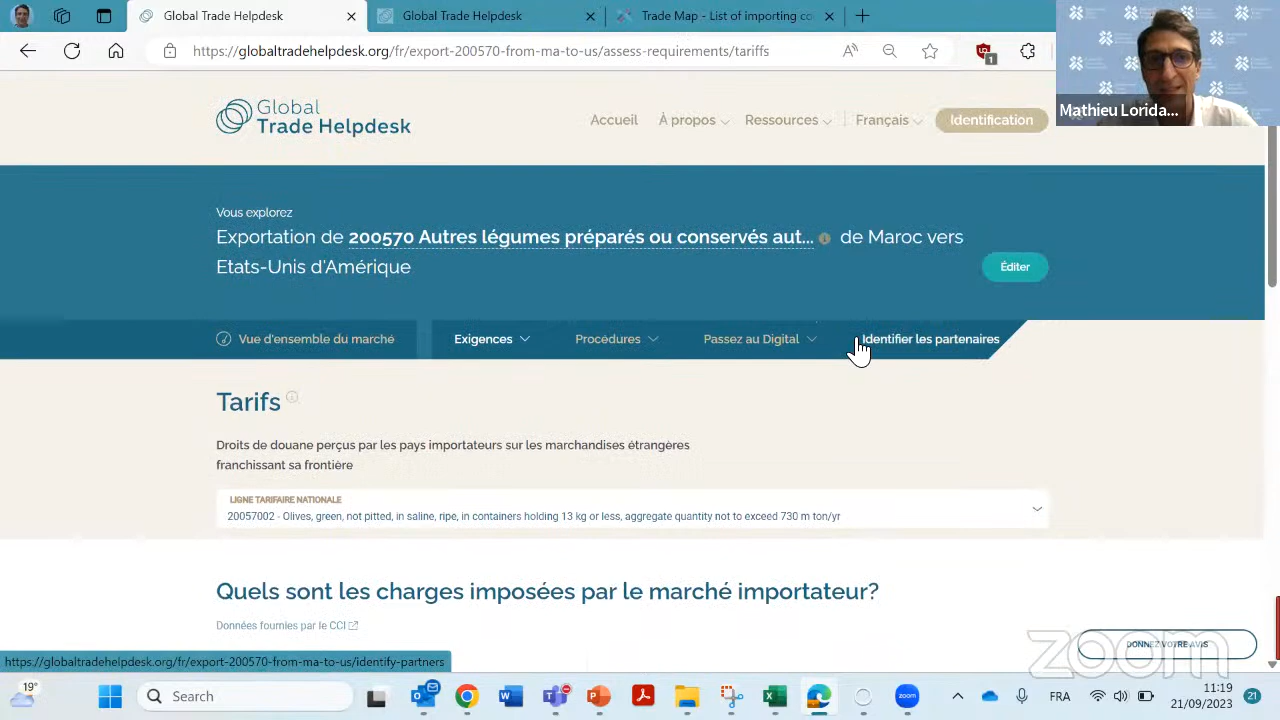 Global Trade Helpdesk
Global Trade Helpdesk
Trade Map - List of importing co
https://globaltradehelpdesk.org/fr/export-200570-from-ma-to-us/assess-requirements/tariffs
1
Mathieu Lorida...
Global
Trade Helpdesk
Accueil
À propos
Ressources
Français
Identification
Vous explorez
Exportation de 200570 Autres légumes préparés ou conservés aut... de Maroc vers
Etats-Unis d'Amérique
Éditer
Vue d'ensemble du marché
Exigences
Procédures
Passez au Digital
Identifier les partenaires
Tarifs
Droits de douane perçus par les pays importateurs sur les marchandises étrangères
franchissant sa frontière
LIGNE TARIFAIRE NATIONALE
20057002 - Olives, green, not pitted, in saline, ripe, in containers holding 13 kg or less, aggregate quantity not to exceed 730 m ton/yr
Quels sont les charges imposées par le marché importateur?
Données fournies par le CCI
DONNEZ VOTRE AVIS
zoom
https://globaltradehelpdesk.org/fr/export-200570-from-ma-to-us/identify-partners
19°
Search
zoom
FRA
11:19
21/09/2023
21